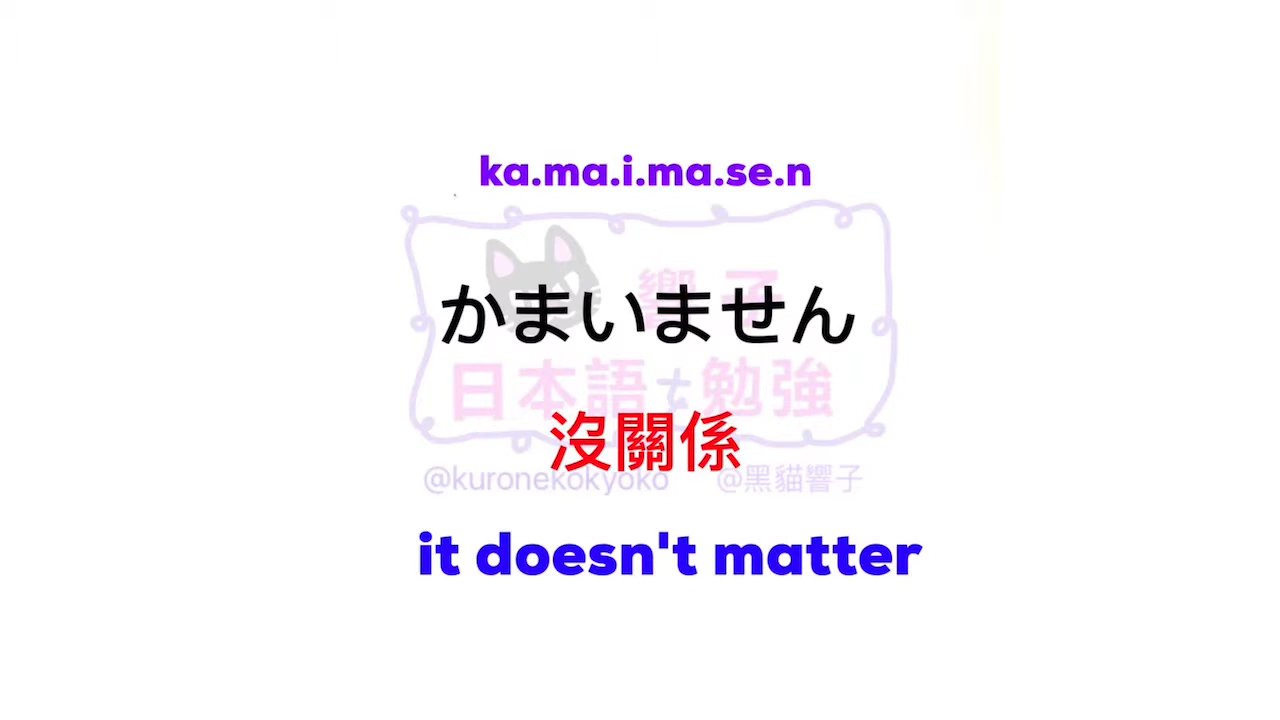 ka.ma.i.ma.se.n
響子
かまいません
日本語を勉強
沒關係
@kuronekokyoko @黑貓響子
it doesn't matter